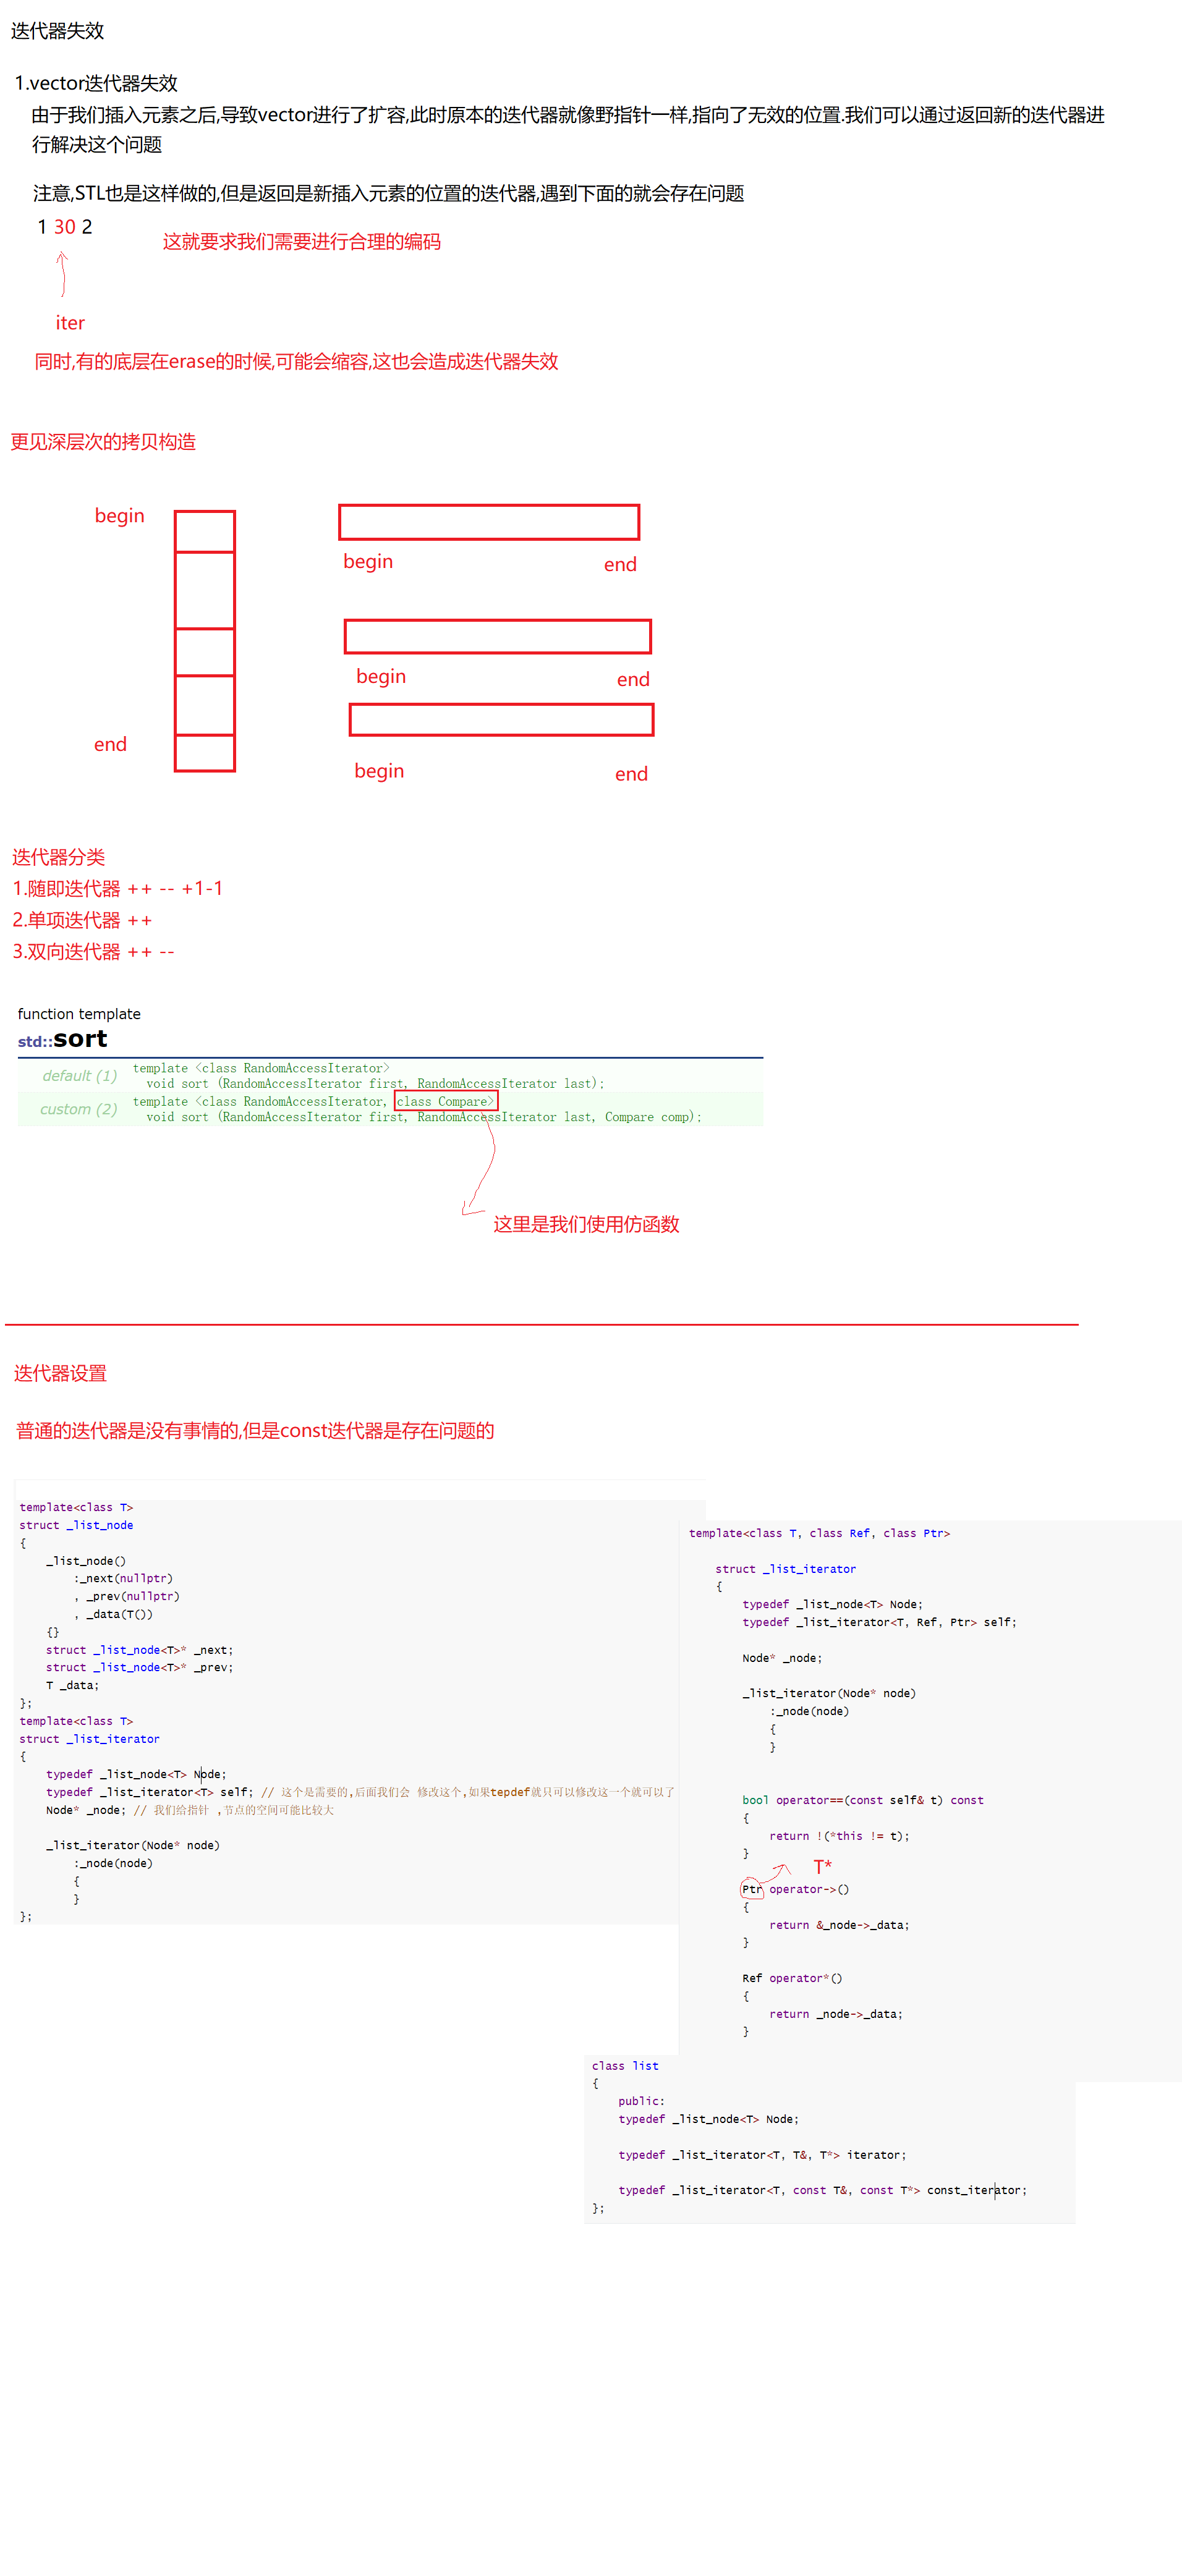 迭代器失效
1.vector迭代器失效
由于我们插入元素之后,导致vector进行了扩容,此时原本的迭代器就像野指针一样,指向了无效的位置.我们可以通过返回新的迭代器进
行解决这个问题
注意,STL也是这样做的,但是返回是新插入元素的位置的迭代器,遇到下面的就会存在问题
1 30 2
这就要求我们需要进行合理的编码
iter
同时,有的底层在erase的时候,可能会缩容,这也会造成迭代器失效
更见深层次的拷贝构造
begin
end
begin end
begin end
begin end
迭代器分类
1.随即迭代器 ++ -- +1-1
2.单项迭代器 ++
3.双向迭代器 ++ --
function template
std::sort
default (1) template <class RandomAccessIterator>
void sort (RandomAccessIterator first, RandomAccessIterator last);
custom (2) template <class RandomAccessIterator, class Compare>
void sort (RandomAccessIterator first, RandomAccessIterator last, Compare comp);
这里是我们使用仿函数
迭代器设置
普通的迭代器是没有事情的,但是const迭代器是存在问题的
template<class T>
struct _list_node
{
_list_node()
:_next(nullptr)
, _prev(nullptr)
, _data(T())
{}
struct _list_node<T>* _next;
struct _list_node<T>* _prev;
T _data;
};
template<class T>
struct _list_iterator
{
typedef _list_node<T> Node;
typedef _list_iterator<T> self; // 这个是需要的,后面我们会 修改这个,如果tepdef就只可以修改这一个就可以了
Node* _node; // 我们给指针 ,节点的空间可能比较大
_list_iterator(Node* node)
:_node(node)
{
}
};
template<class T, class Ref, class Ptr>
struct _list_iterator
{
typedef _list_node<T> Node;
typedef _list_iterator<T, Ref, Ptr> self;
Node* _node;
_list_iterator(Node* node)
:_node(node)
{
}
bool operator==(const self& t) const
{
return !(*this != t);
}
T*
Ptr operator->()
{
return &_node->_data;
}
Ref operator*()
{
return _node->_data;
}
class list
{
public:
typedef _list_node<T> Node;
typedef _list_iterator<T, T&, T*> iterator;
typedef _list_iterator<T, const T&, const T*> const_iterator;
};